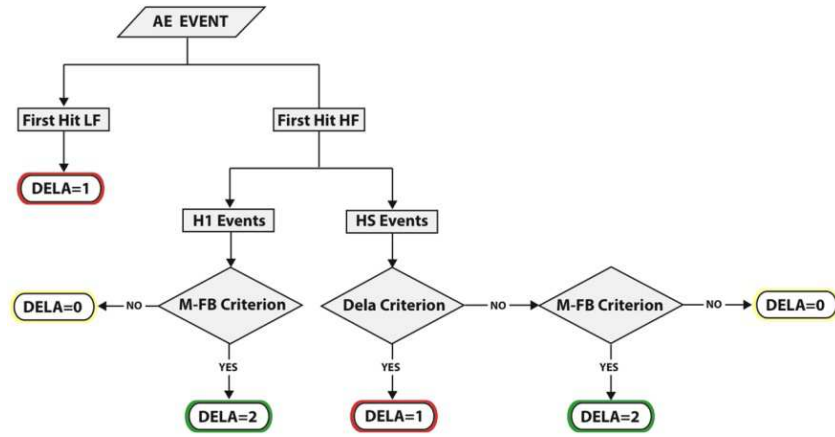 AE EVENT
First Hit LF
First Hit HF
DELA=1
H1 Events
HS Events
DELA=0
NO
M-FB Criterion
Dela Criterion
NO
M-FB Criterion
NO
DELA=0
YES
YES
YES
DELA=2
DELA=1
DELA=2